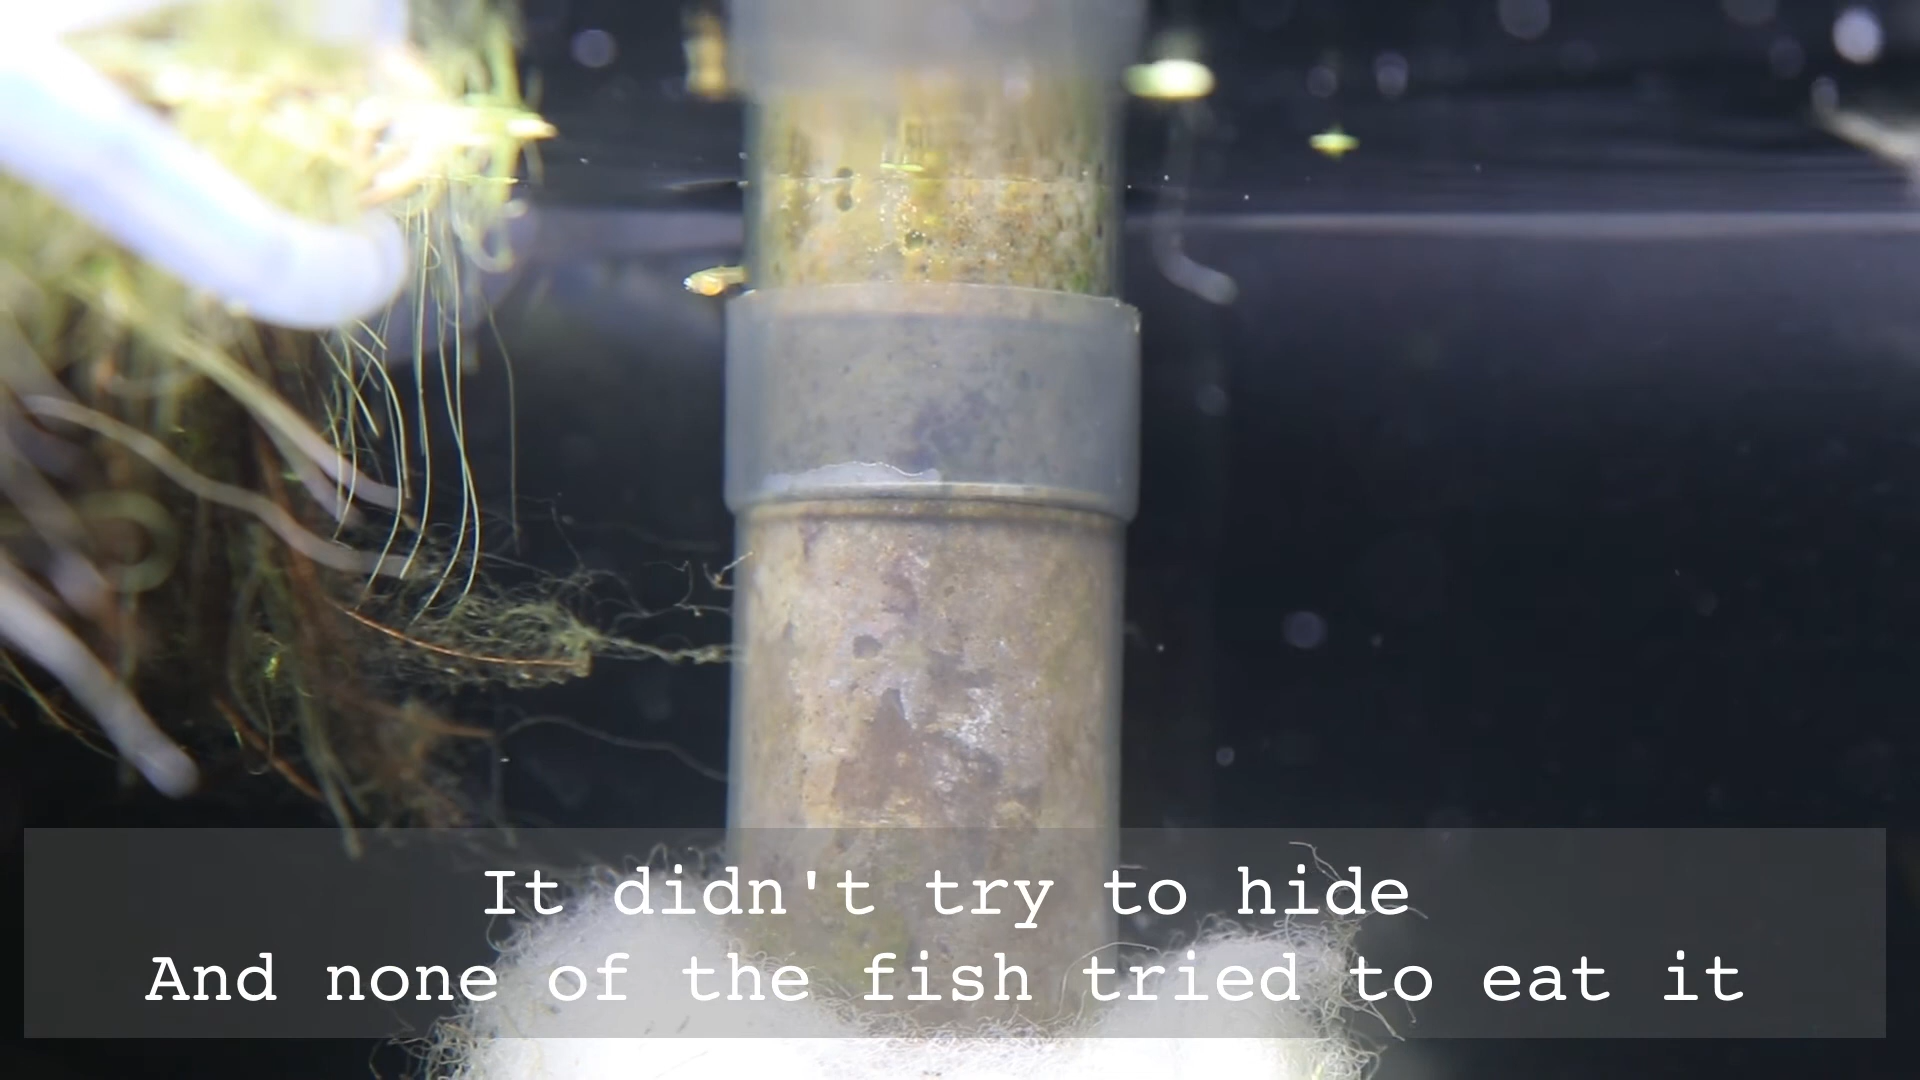 It didn't try to hide
And none of the fish tried to eat it